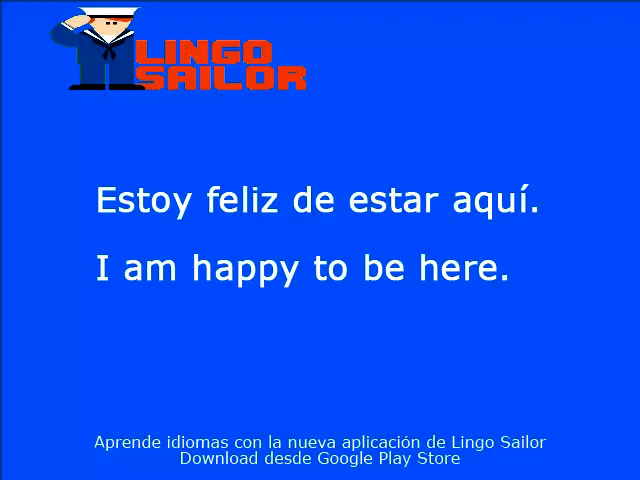 LINGO
SAILOR
Estoy feliz de estar aquí.
I am happy to be here.
Aprende idiomas con la nueva aplicación de Lingo Sailor
Download desde Google Play Store